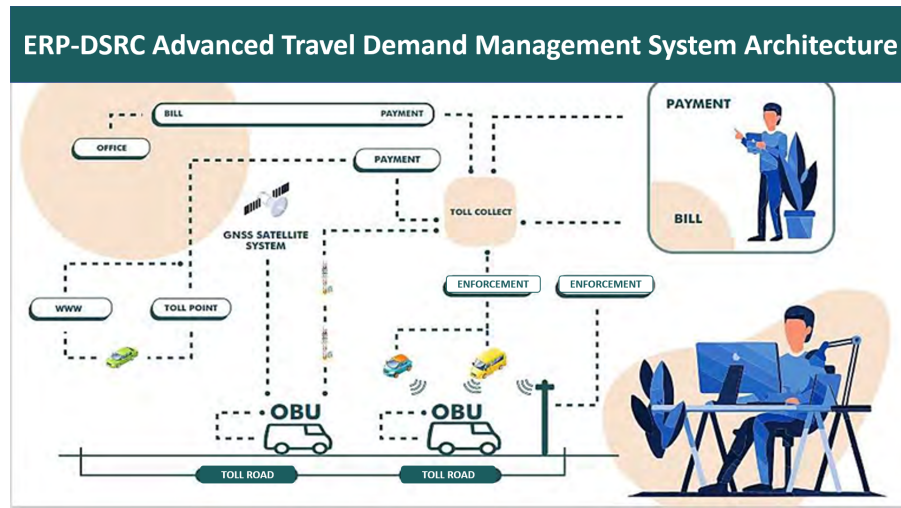 ERP-DSRC Advanced Travel Demand Management System Architecture
BILL PAYMENT
OFFICE
PAYMENT
PAYMENT
BILL
TOLL COLLECT
GNSS SATELLITE
SYSTEM
ENFORCEMENT
ENFORCEMENT
WWW
TOLL POINT
OBU
OBU
TOLL ROAD
TOLL ROAD